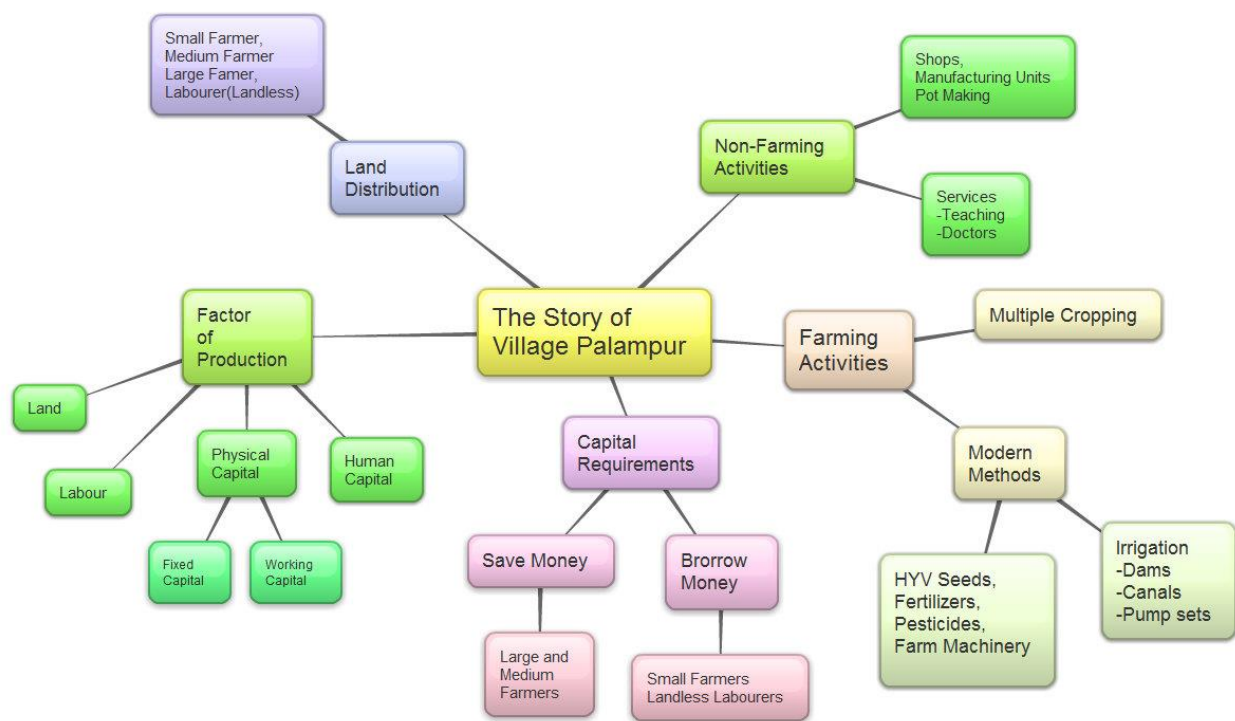 Small Farmer,
Medium Farmer
Large Famer,
Labourer(Landless)
Land
Distribution
Shops,
Manufacturing Units
Pot Making
Non-Farming
Activities
Services
-Teaching
-Doctors
The Story of
Village Palampur
Factor
of
Production
Land
Labour
Physical
Capital
Human
Capital
Fixed
Capital
Working
Capital
Capital
Requirements
Save Money
Brorrow
Money
Large and
Medium
Farmers
Small Farmers
Landless Labourers
Farming
Activities
Multiple Cropping
Modern
Methods
HYV Seeds,
Fertilizers,
Pesticides,
Farm Machinery
Irrigation
-Dams
-Canals
-Pump sets